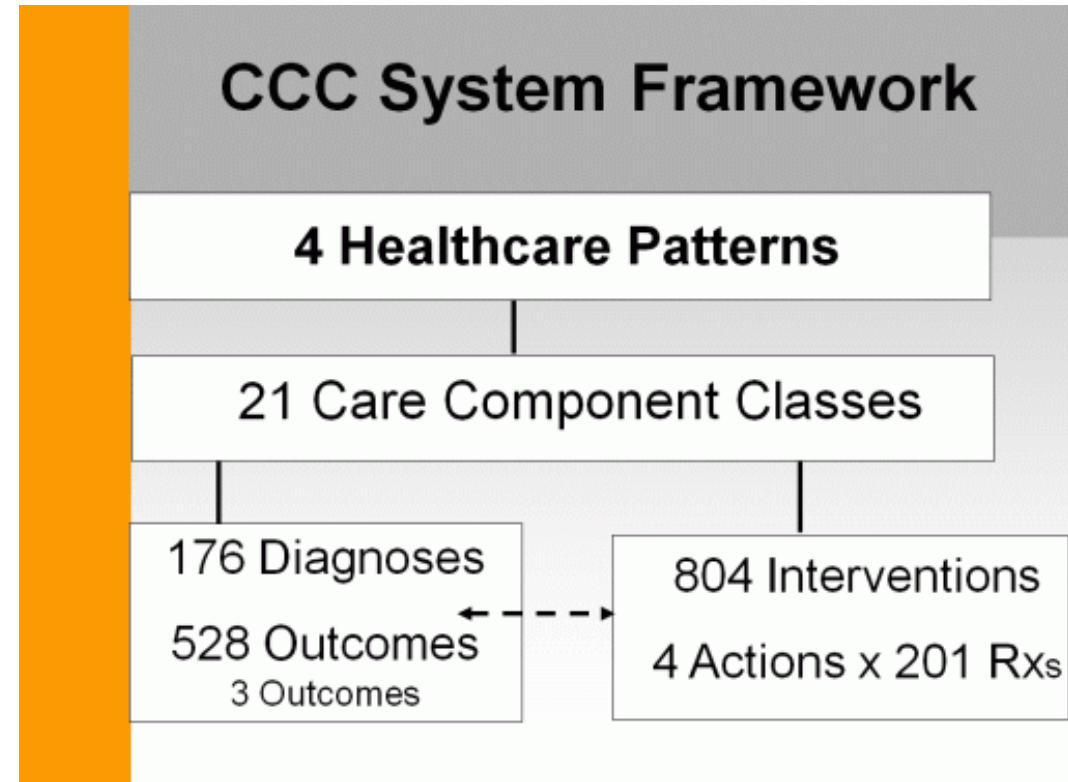 CCC System Framework
4 Healthcare Patterns
21 Care Component Classes
176 Diagnoses
528 Outcomes
3 Outcomes
804 Interventions
4 Actions x 201 Rxs